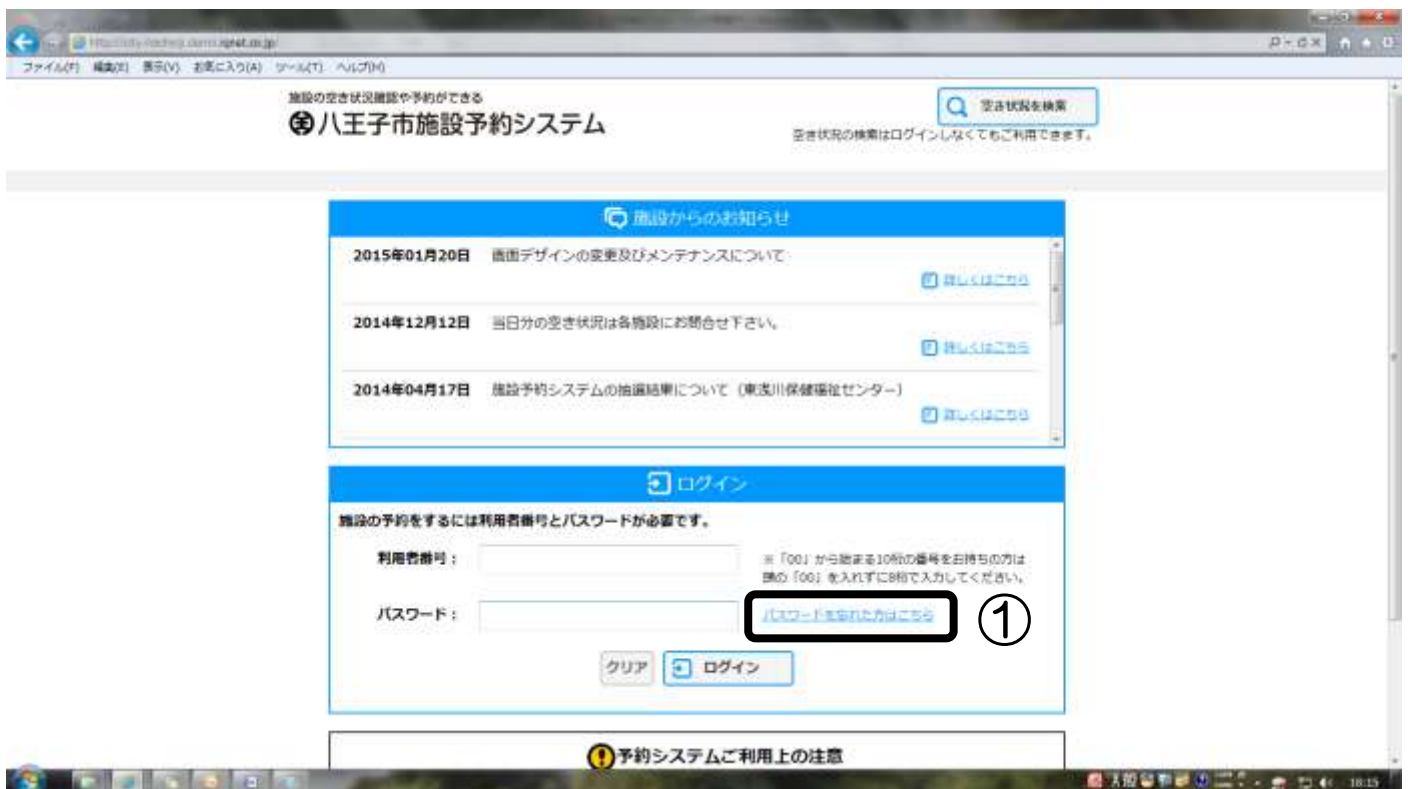 ファイル(F) 編集(E) 表示(V) お気に入り(A) ツール(T) ヘルプ(H)
施設の空き状況確認や予約ができる
八王子市施設予約システム
空き状況を検索
空き状況の検索はログインしなくてもご利用できます。
施設からのお知らせ
2015年01月20日 画面デザインの変更及びメンテナンスについて
詳しくはこちら
2014年12月12日 当日分の空き状況は各施設にお問合せ下さい。
詳しくはこちら
2014年04月17日 施設予約システムの抽選結果について（東浅川保健福祉センター）
詳しくはこちら
ログイン
施設の予約をするには利用者番号とパスワードが必要です。
利用者番号：
※「00」から始まる10桁の番号をお持ちの方は
頭の「00」を入れずに8桁で入力してください。
パスワード：
パスワードを忘れた方はこちら
①
クリア ログイン
予約システムご利用上の注意
18:15